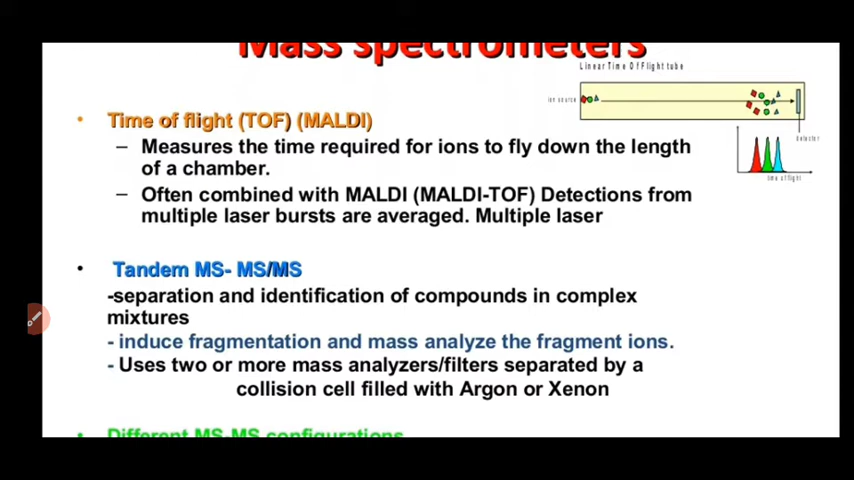 Mass spectrometers
Linear Time Of Flight tube
ion source
detector
time of flight
• Time of flight (TOF) (MALDI)
– Measures the time required for ions to fly down the length
of a chamber.
– Often combined with MALDI (MALDI-TOF) Detections from
multiple laser bursts are averaged. Multiple laser
• Tandem MS- MS/MS
-separation and identification of compounds in complex
mixtures
- induce fragmentation and mass analyze the fragment ions.
- Uses two or more mass analyzers/filters separated by a
collision cell filled with Argon or Xenon
Different MS-MS configurations